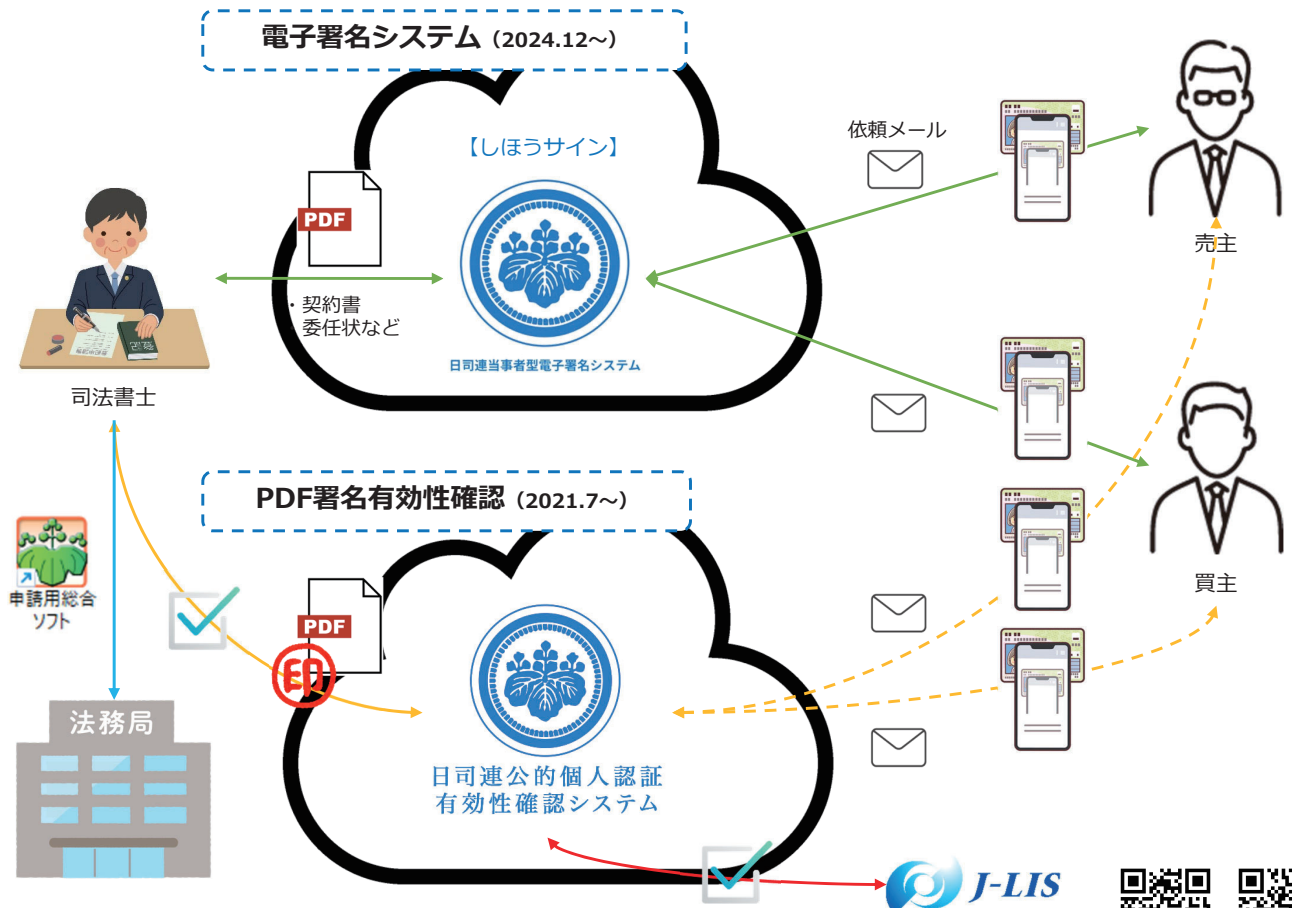 電子署名システム（2024.12～）
【しほうサイン】
依頼メール
PDF
売主
・契約書
・委任状など
日司連当事者型電子署名システム
司法書士
PDF署名有効性確認（2021.7～）
申請用総合
ソフト
PDF
印
買主
法務局
日司連公的個人認証
有効性確認システム
J-LIS